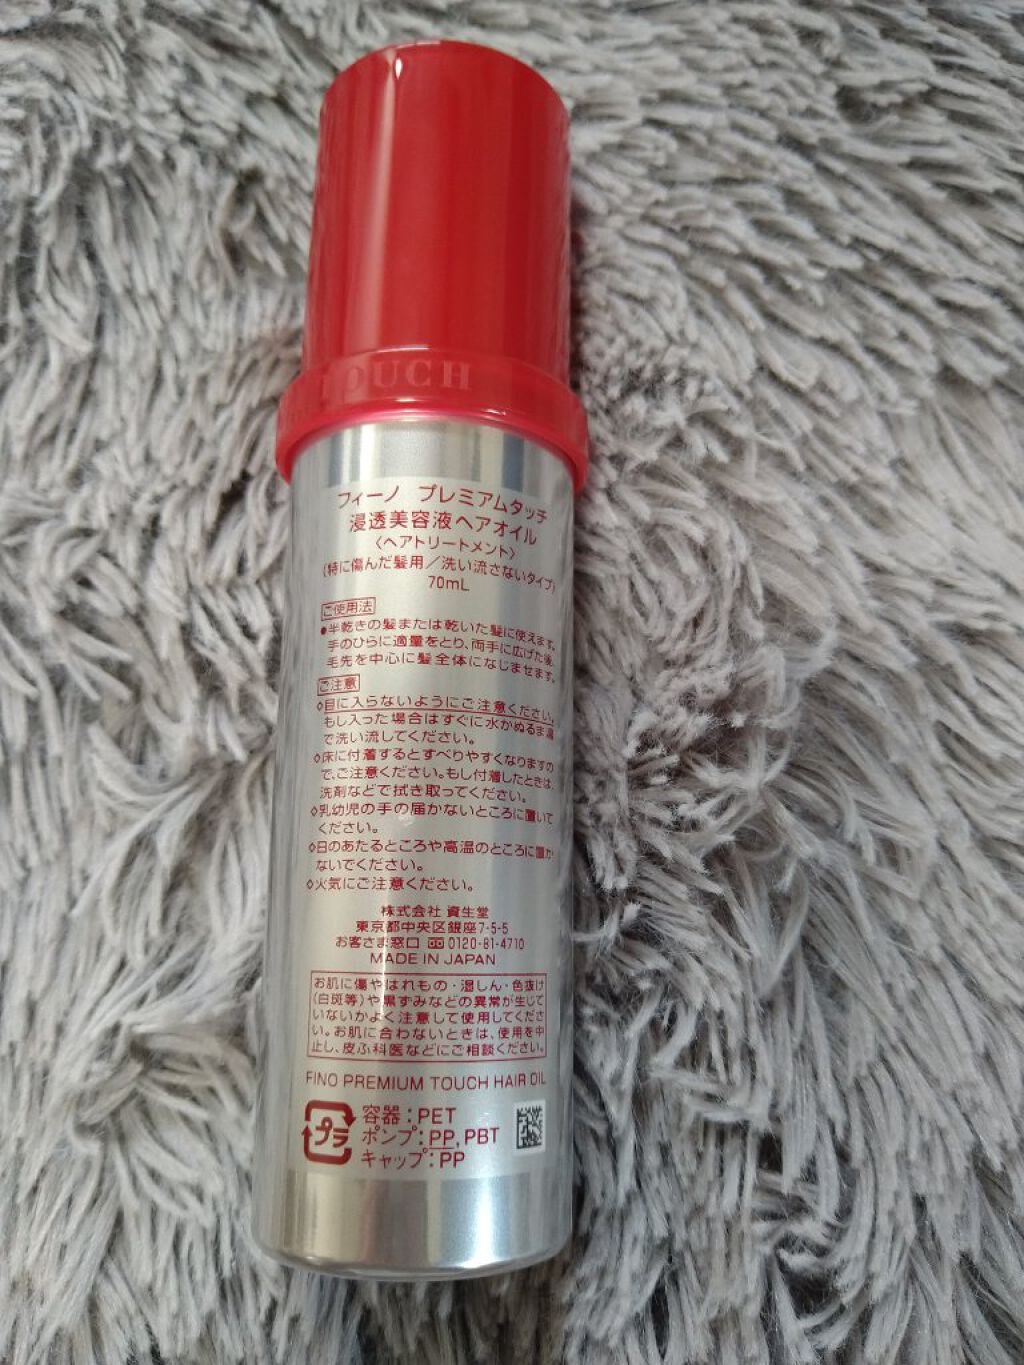 TOUCH
フィーノ プレミアムタッチ
浸透美容液ヘアオイル
〈ヘアトリートメント〉
(特に傷んだ髪用／洗い流さないタイプ)
70mL
ご使用法
●半乾きの髪または乾いた髪に使えます。
手のひらに適量をとり、両手に広げた後、
毛先を中心に髪全体になじませます。
ご注意
◇目に入らないようにご注意ください。
もし入った場合はすぐに水かぬるま湯
で洗い流してください。
◇床に付着するとすべりやすくなりますの
で、ご注意ください。もし付着したときは、
洗剤などで拭き取ってください。
◇乳幼児の手の届かないところに置いて
ください。
◇日のあたるところや高温のところに置か
ないでください。
◇火気にご注意ください。
株式会社 資生堂
東京都中央区銀座7-5-5
お客さま窓口 0120-81-4710
MADE IN JAPAN
お肌に傷やはれもの・湿しん・色抜け
(白斑等)や黒ずみなどの異常が生じて
いないかよく注意して使用してくださ
い。お肌に合わないときは、使用を中
止し、皮ふ科医などにご相談ください。
FINO PREMIUM TOUCH HAIR OIL
プラ
容器：PET
ポンプ：PP, PBT
キャップ：PP